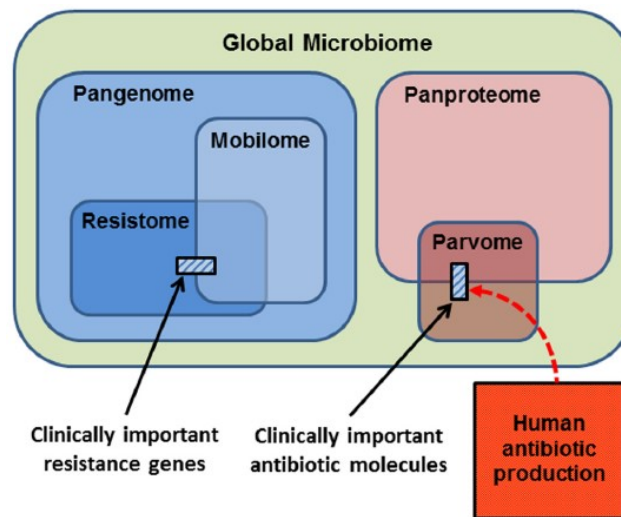 Global Microbiome
Pangenome
Panproteome
Mobilome
Resistome
Parvome
Clinically important
resistance genes
Clinically important
antibiotic molecules
Human
antibiotic
production